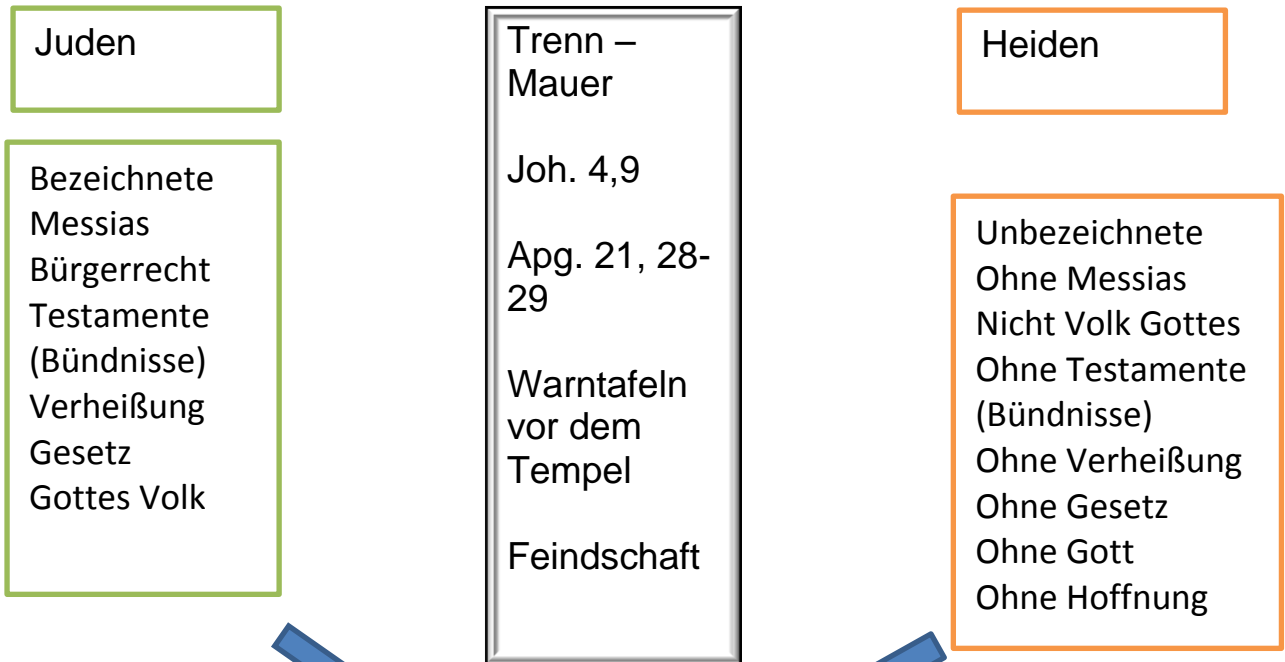 Juden
Bezeichnete
Messias
Bürgerrecht
Testamente
(Bündnisse)
Verheißung
Gesetz
Gottes Volk
Trenn –
Mauer
Joh. 4,9
Apg. 21, 28-
29
Warntafeln
vor dem
Tempel
Feindschaft
Heiden
Unbezeichnete
Ohne Messias
Nicht Volk Gottes
Ohne Testamente
(Bündnisse)
Ohne Verheißung
Ohne Gesetz
Ohne Gott
Ohne Hoffnung